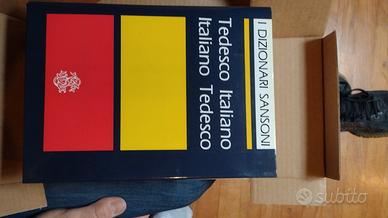 I DIZIONARI SANSONI
Tedesco Italiano
Italiano Tedesco
subito